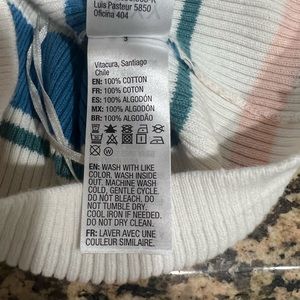 Luis Pasteur 5850
Oficina 404
3
Vitacura, Santiago
Chile
EN: 100% COTTON
FR: 100% COTON
ES: 100% ALGODÓN
MX: 100% ALGODÓN
BR: 100% ALGODÃO
EN: WASH WITH LIKE
COLOR. WASH INSIDE
OUT. MACHINE WASH
COLD, GENTLE CYCLE.
DO NOT BLEACH. DO
NOT TUMBLE DRY.
COOL IRON IF NEEDED.
DO NOT DRY CLEAN.
FR: LAVER AVEC UNE
COULEUR SIMILAIRE.